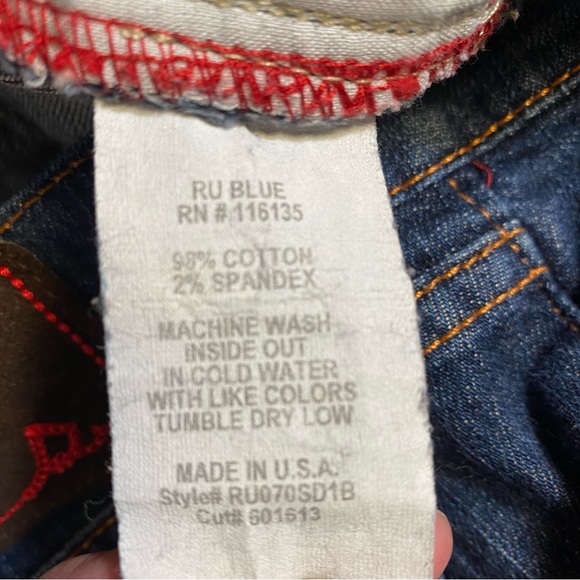 RU BLUE
RN # 116135
98% COTTON
2% SPANDEX
MACHINE WASH
INSIDE OUT
IN COLD WATER
WITH LIKE COLORS
TUMBLE DRY LOW
MADE IN U.S.A.
Style# RU070SD1B
Cut# 601613